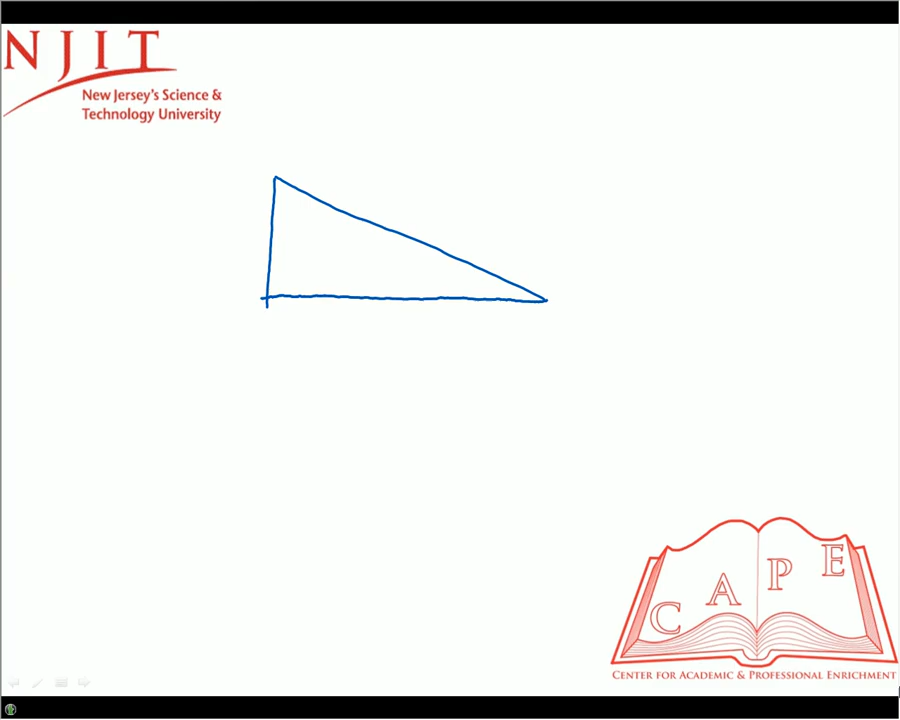 NJIT
New Jersey's Science &
Technology University
C A P E
CENTER FOR ACADEMIC & PROFESSIONAL ENRICHMENT